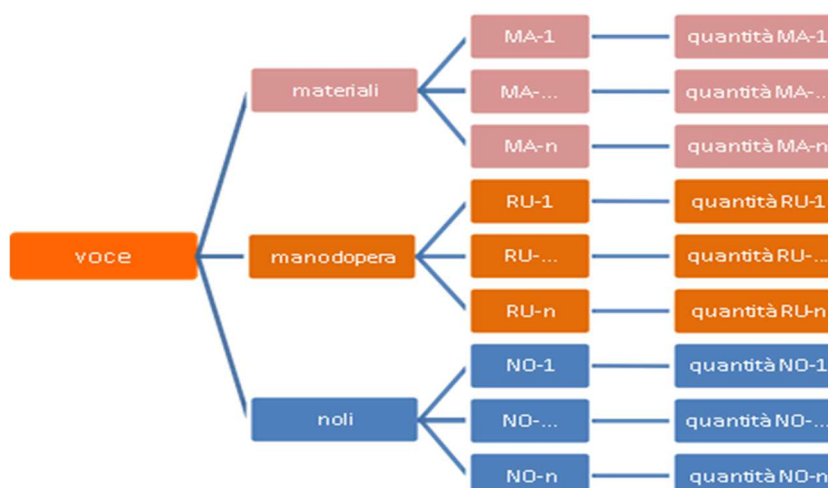 MA-1 quantità MA-1
materiali MA-... quantità MA-...
MA-n quantità MA-n
RU-1 quantità RU-1
voce manodopera RU-... quantità RU-...
RU-n quantità RU-n
NO-1 quantità NO-1
noli NO-... quantità NO-...
NO-n quantità NO-n